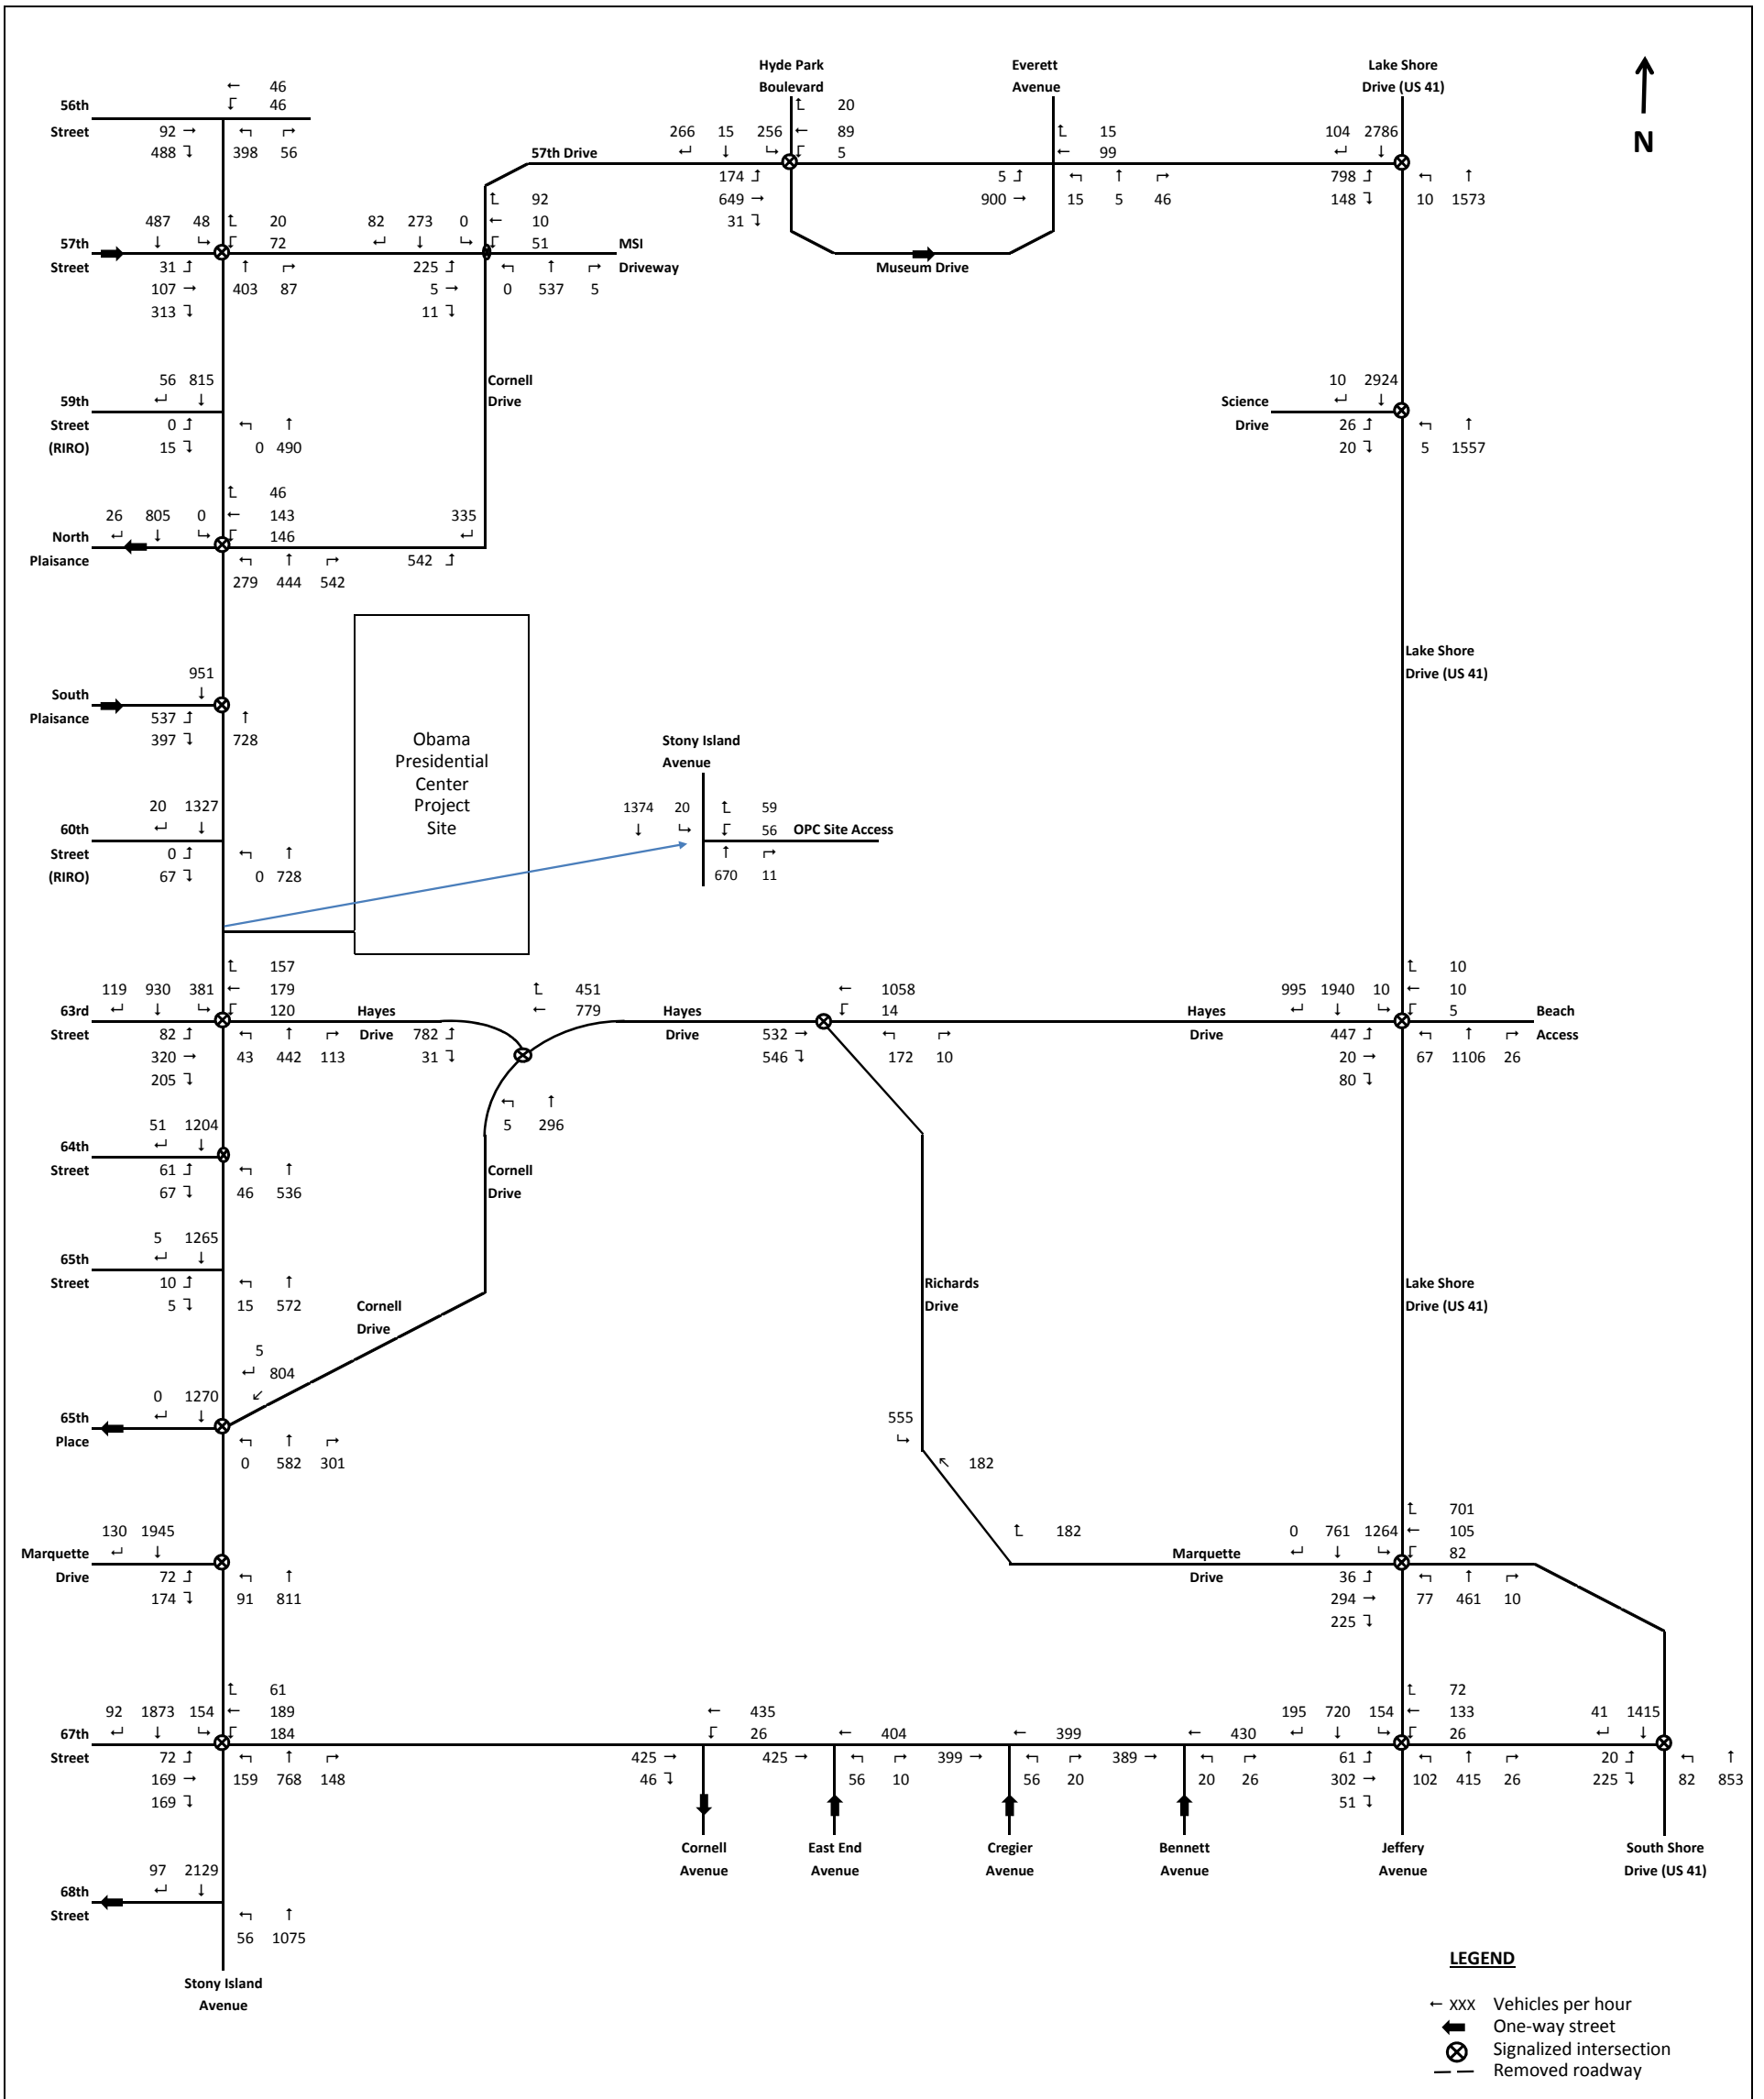 Hyde Park
Boulevard
Everett
Avenue
Lake Shore
Drive (US 41)
N
56th
Street
← 46
↓ 46
92 →
488 ↴
398 56
57th Drive
266 15 256
20
← 89
5
174
649 →
31
Museum Drive
15
← 99
5
900 →
15 5 46
104 2786
798
148
10 1573
57th
Street
487 48
20
72
31
107 →
313
403 87
82 273 0
92
← 10
51
MSI
Driveway
225
5 →
11
0 537 5
59th
Street
(RIRO)
56 815
0
15
0 490
Cornell
Drive
Science
Drive
10 2924
26
20
5 1557
North
Plaisance
26 805 0
46
← 143
146
279 444 542
335
542
South
Plaisance
951
537
397
728
Obama
Presidential
Center
Project
Site
Lake Shore
Drive (US 41)
60th
Street
(RIRO)
20 1327
0
67
0 728
Stony Island
Avenue
1374 20
59
56
OPC Site Access
670 11
63rd
Street
119 930 381
157
← 179
120
82
320 →
205
43 442 113
Hayes
Drive
451
← 779
782
31
5 296
Hayes
Drive
← 1058
14
532 →
546
172 10
Hayes
Drive
995 1940 10
10
← 10
5
Beach
Access
447
20 →
80
67 1106 26
64th
Street
51 1204
61
67
46 536
Cornell
Drive
65th
Street
5 1265
10
5
15 572
Cornell
Drive
Richards
Drive
Lake Shore
Drive (US 41)
65th
Place
0 1270
5
804
0 582 301
555
182
Marquette
Drive
130 1945
72
174
91 811
182
Marquette
Drive
0 761 1264
701
← 105
82
36
294 →
225
77 461 10
67th
Street
92 1873 154
61
← 189
184
72
169 →
169
159 768 148
← 435
26
425 →
46
Cornell
Avenue
← 404
425 →
56 10
East End
Avenue
← 399
399 →
56 20
Cregier
Avenue
← 430
389 →
20 26
Bennett
Avenue
195 720 154
72
← 133
26
61
302 →
51
102 415 26
Jeffery
Avenue
41 1415
20
225
82 853
South Shore
Drive (US 41)
68th
Street
97 2129
56 1075
Stony Island
Avenue
LEGEND
← XXX Vehicles per hour
One-way street
Signalized intersection
Removed roadway